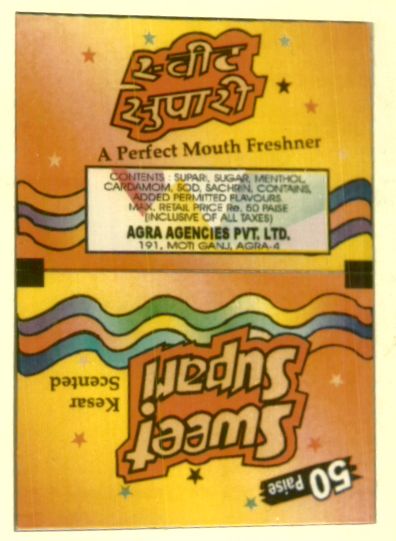 स्वीट
सुपारी
A Perfect Mouth Freshner
CONTENTS : SUPARI, SUGAR, MENTHOL,
CARDAMOM, SOD, SACHRIN, CONTAINS,
ADDED PERMITTED FLAVOURS.
MAX. RETAIL PRICE Re. 50 PAISE
(INCLUSIVE OF ALL TAXES)
AGRA AGENCIES PVT. LTD.
191, MOTI GANJ, AGRA-4
50 Paise
Sweet
Supari
Kesar
Scented